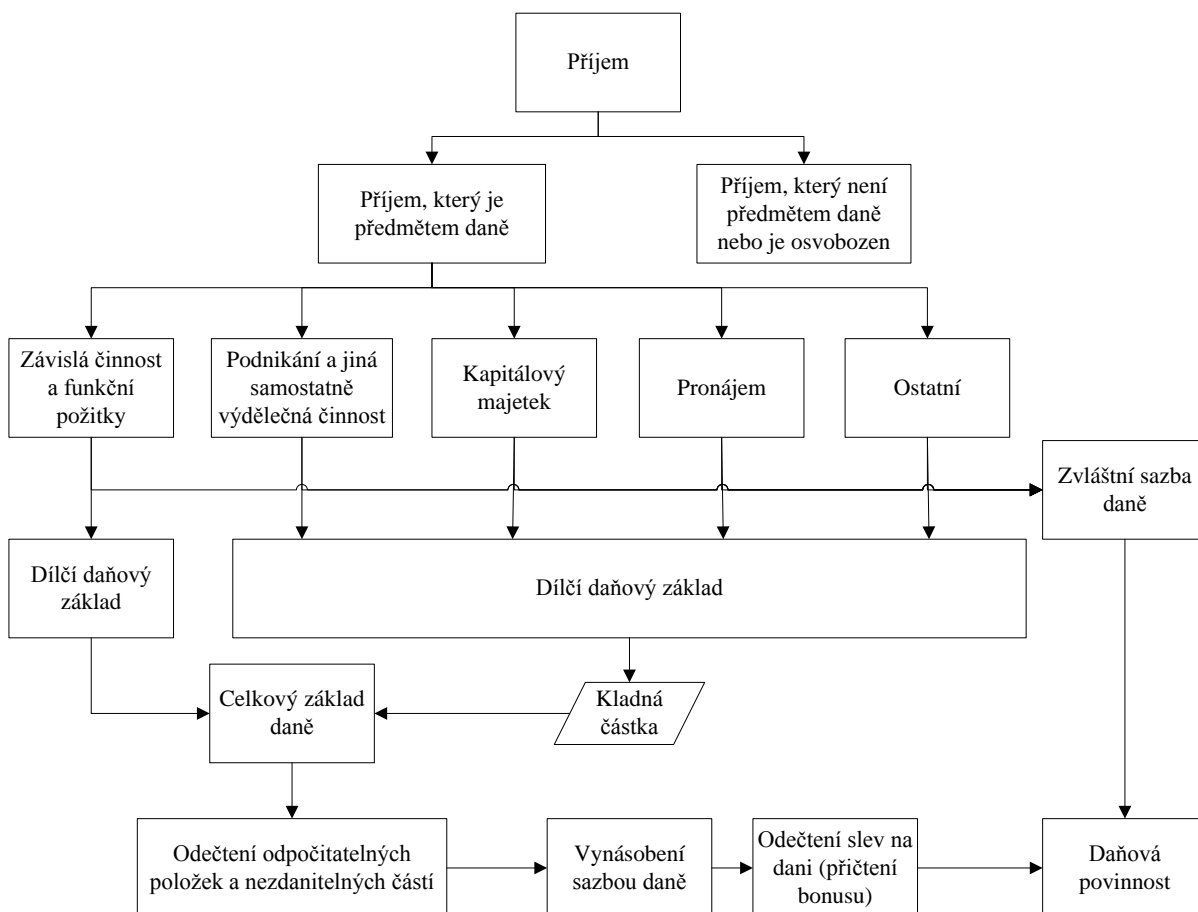 Příjem
Příjem, který je
předmětem daně
Příjem, který není
předmětem daně
nebo je osvobozen
Závislá činnost
a funkční
požitky
Podnikání a jiná
samostatně
výdělečná činnost
Kapitálový
majetek
Pronájem
Ostatní
Zvláštní sazba
daně
Dílčí daňový
základ
Dílčí daňový základ
Celkový základ
daně
Kladná
částka
Odečtení odpočitatelných
položek a nezdanitelných částí
Vynásobení
sazbou daně
Odečtení slev na
dani (přičtení
bonusu)
Daňová
povinnost